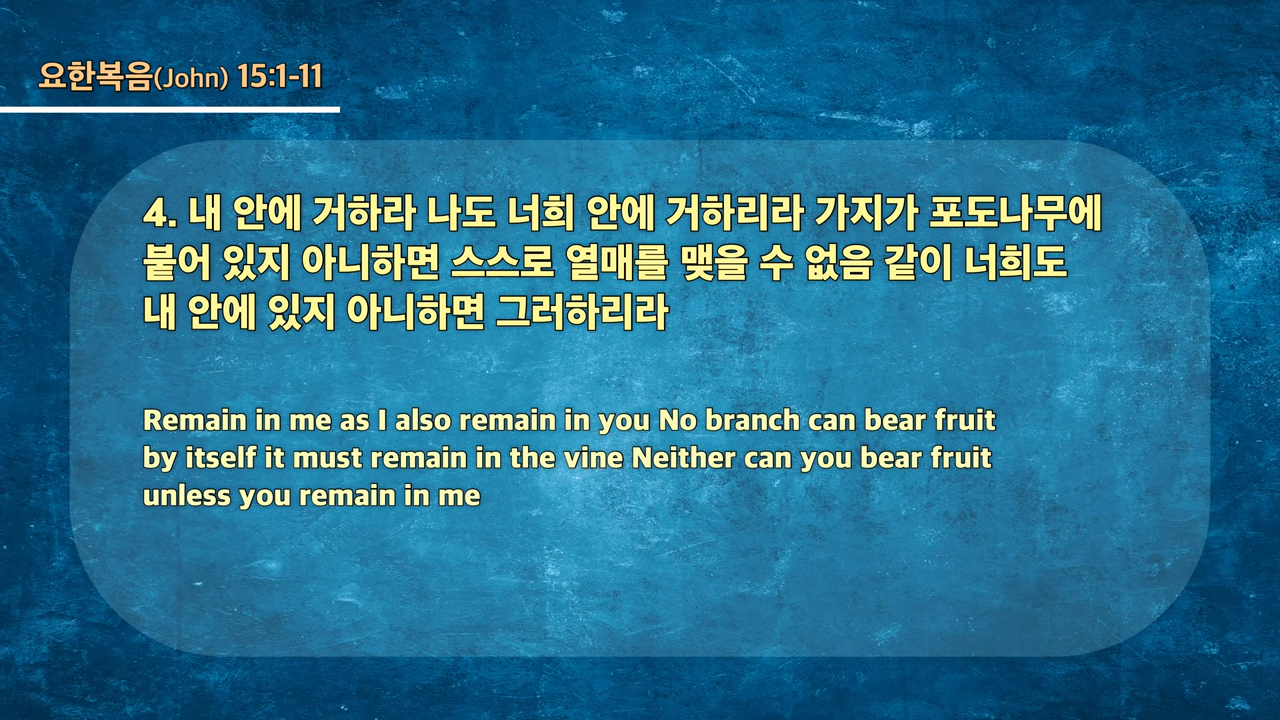 요한복음(John) 15:1-11
4. 내 안에 거하라 나도 너희 안에 거하리라 가지가 포도나무에
붙어 있지 아니하면 스스로 열매를 맺을 수 없음 같이 너희도
내 안에 있지 아니하면 그러하리라
Remain in me as I also remain in you No branch can bear fruit
by itself it must remain in the vine Neither can you bear fruit
unless you remain in me